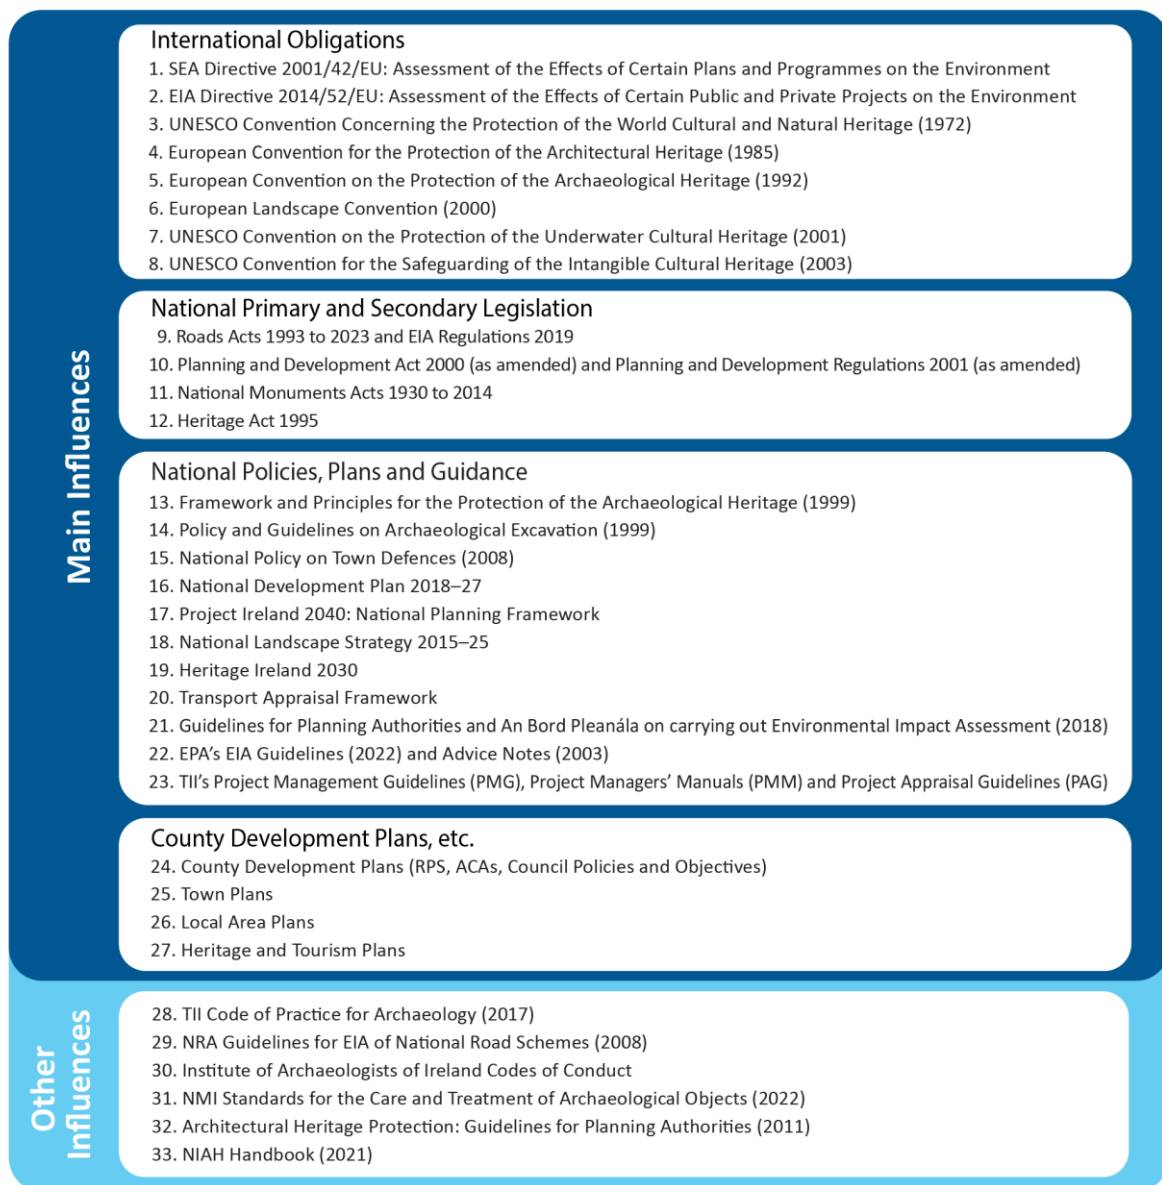 Main Influences
International Obligations
1. SEA Directive 2001/42/EU: Assessment of the Effects of Certain Plans and Programmes on the Environment
2. EIA Directive 2014/52/EU: Assessment of the Effects of Certain Public and Private Projects on the Environment
3. UNESCO Convention Concerning the Protection of the World Cultural and Natural Heritage (1972)
4. European Convention for the Protection of the Architectural Heritage (1985)
5. European Convention on the Protection of the Archaeological Heritage (1992)
6. European Landscape Convention (2000)
7. UNESCO Convention on the Protection of the Underwater Cultural Heritage (2001)
8. UNESCO Convention for the Safeguarding of the Intangible Cultural Heritage (2003)
National Primary and Secondary Legislation
9. Roads Acts 1993 to 2023 and EIA Regulations 2019
10. Planning and Development Act 2000 (as amended) and Planning and Development Regulations 2001 (as amended)
11. National Monuments Acts 1930 to 2014
12. Heritage Act 1995
National Policies, Plans and Guidance
13. Framework and Principles for the Protection of the Archaeological Heritage (1999)
14. Policy and Guidelines on Archaeological Excavation (1999)
15. National Policy on Town Defences (2008)
16. National Development Plan 2018–27
17. Project Ireland 2040: National Planning Framework
18. National Landscape Strategy 2015–25
19. Heritage Ireland 2030
20. Transport Appraisal Framework
21. Guidelines for Planning Authorities and An Bord Pleanála on carrying out Environmental Impact Assessment (2018)
22. EPA’s EIA Guidelines (2022) and Advice Notes (2003)
23. TII’s Project Management Guidelines (PMG), Project Managers’ Manuals (PMM) and Project Appraisal Guidelines (PAG)
County Development Plans, etc.
24. County Development Plans (RPS, ACAs, Council Policies and Objectives)
25. Town Plans
26. Local Area Plans
27. Heritage and Tourism Plans
Other
Influences
28. TII Code of Practice for Archaeology (2017)
29. NRA Guidelines for EIA of National Road Schemes (2008)
30. Institute of Archaeologists of Ireland Codes of Conduct
31. NMI Standards for the Care and Treatment of Archaeological Objects (2022)
32. Architectural Heritage Protection: Guidelines for Planning Authorities (2011)
33. NIAH Handbook (2021)